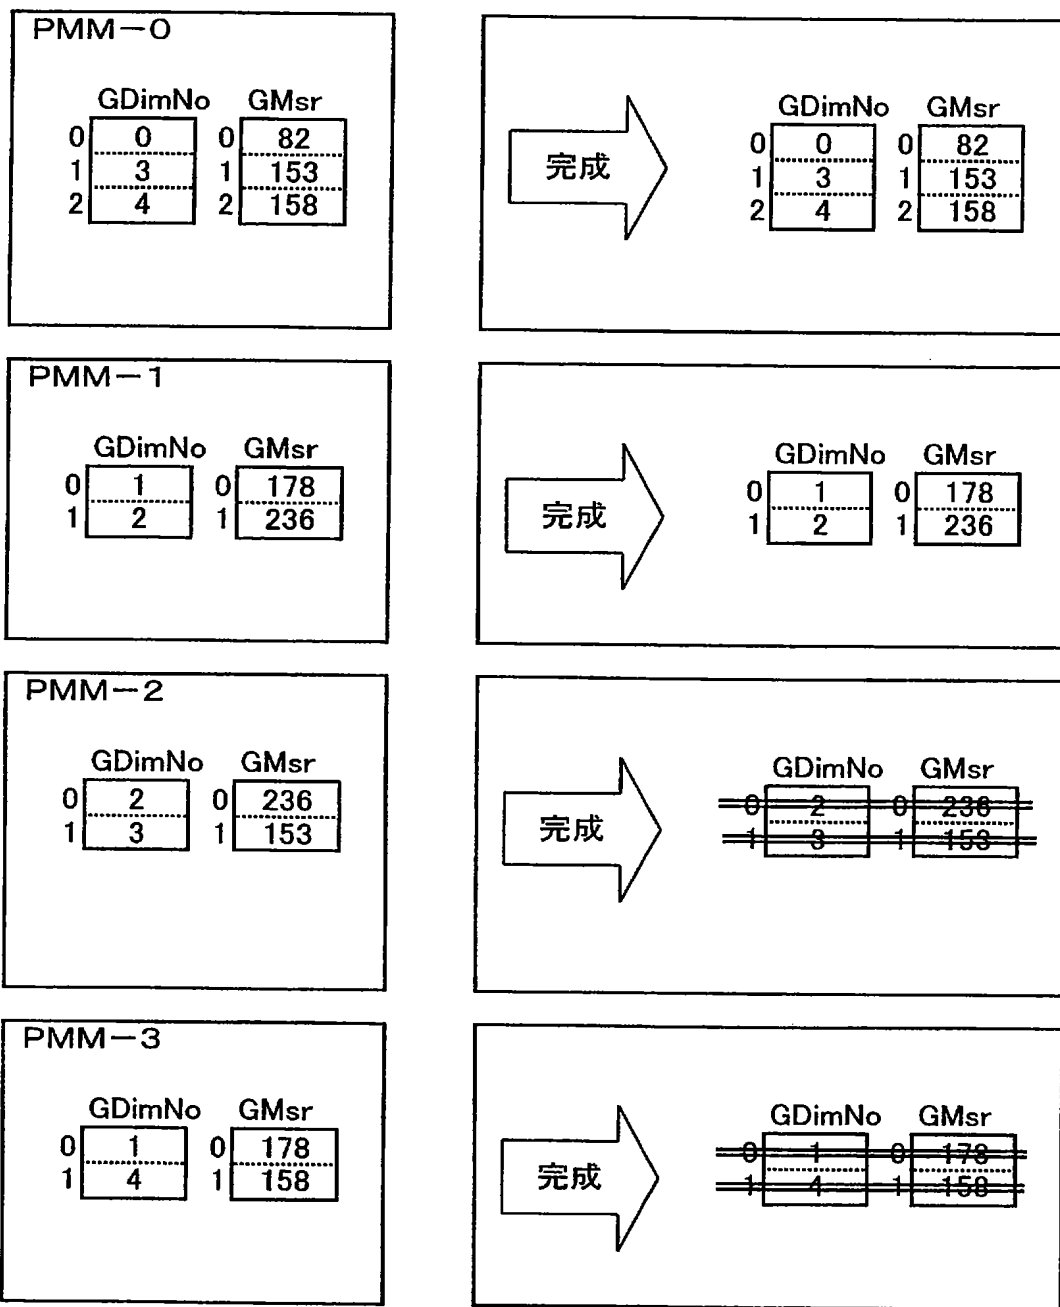 PMM－0
GDimNo GMsr
0 0 0 82
1 3 1 153
2 4 2 158
完成
GDimNo GMsr
0 0 0 82
1 3 1 153
2 4 2 158
PMM－1
GDimNo GMsr
0 1 0 178
1 2 1 236
完成
GDimNo GMsr
0 1 0 178
1 2 1 236
PMM－2
GDimNo GMsr
0 2 0 236
1 3 1 153
完成
GDimNo GMsr
0 2 0 236
1 3 1 153
PMM－3
GDimNo GMsr
0 1 0 178
1 4 1 158
完成
GDimNo GMsr
0 1 0 178
1 4 1 158